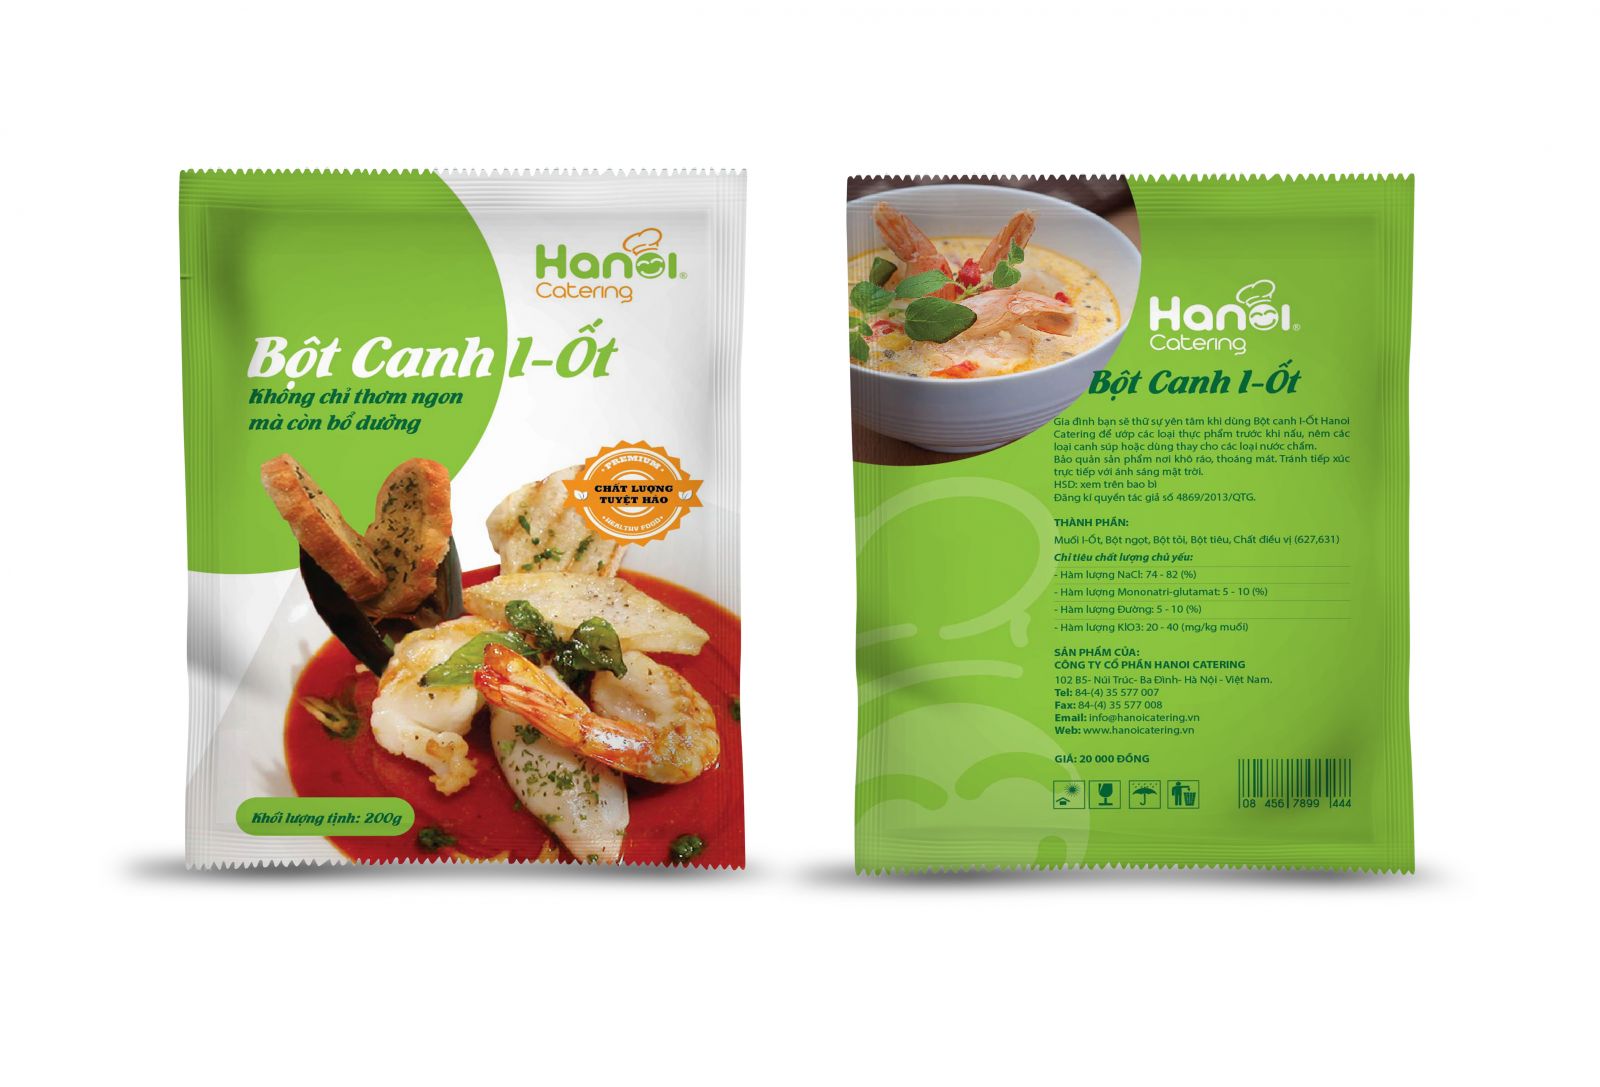 Hanoi®
Catering
Bột Canh I-Ốt
Không chỉ thơm ngon
mà còn bổ dưỡng
PREMIUM
CHẤT LƯỢNG
TUYỆT HẢO
HEALTHY FOOD
Khối lượng tịnh: 200g
Hanoi®
Catering
Bột Canh I-Ốt
Gia đình bạn sẽ thử sự yên tâm khi dùng Bột canh I-Ốt Hanoi
Catering để ướp các loại thực phẩm trước khi nấu, nêm các
loại canh súp hoặc dùng thay cho các loại nước chấm.
Bảo quản sản phẩm nơi khô ráo, thoáng mát. Tránh tiếp xúc
trực tiếp với ánh sáng mặt trời.
HSD: xem trên bao bì
Đăng kí quyền tác giả số 4869/2013/QTG.
THÀNH PHẦN:
Muối I-Ốt, Bột ngọt, Bột tỏi, Bột tiêu, Chất điều vị (627,631)
Chỉ tiêu chất lượng chủ yếu:
- Hàm lượng NaCl: 74 - 82 (%)
- Hàm lượng Mononatri-glutamat: 5 - 10 (%)
- Hàm lượng Đường: 5 - 10 (%)
- Hàm lượng KIO3: 20 - 40 (mg/kg muối)
SẢN PHẨM CỦA:
CÔNG TY CỔ PHẦN HANOI CATERING
102 B5- Núi Trúc- Ba Đình- Hà Nội - Việt Nam.
Tel: 84-(4) 35 577 007
Fax: 84-(4) 35 577 008
Email: info@hanoicatering.vn
Web: www.hanoicatering.vn
GIÁ: 20 000 ĐỒNG
08 456 7899 444